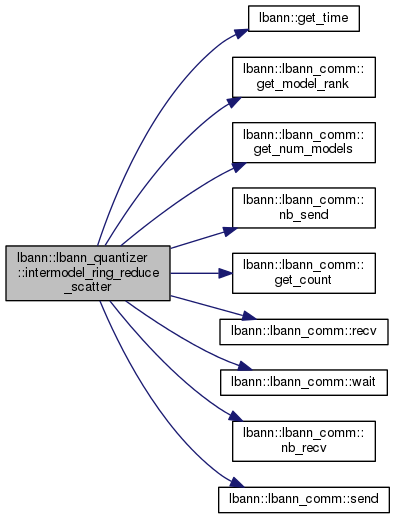 lbann::lbann_quantizer
::intermodel_ring_reduce
_scatter
lbann::get_time
lbann::lbann_comm::
get_model_rank
lbann::lbann_comm::
get_num_models
lbann::lbann_comm::
nb_send
lbann::lbann_comm::
get_count
lbann::lbann_comm::recv
lbann::lbann_comm::wait
lbann::lbann_comm::
nb_recv
lbann::lbann_comm::send